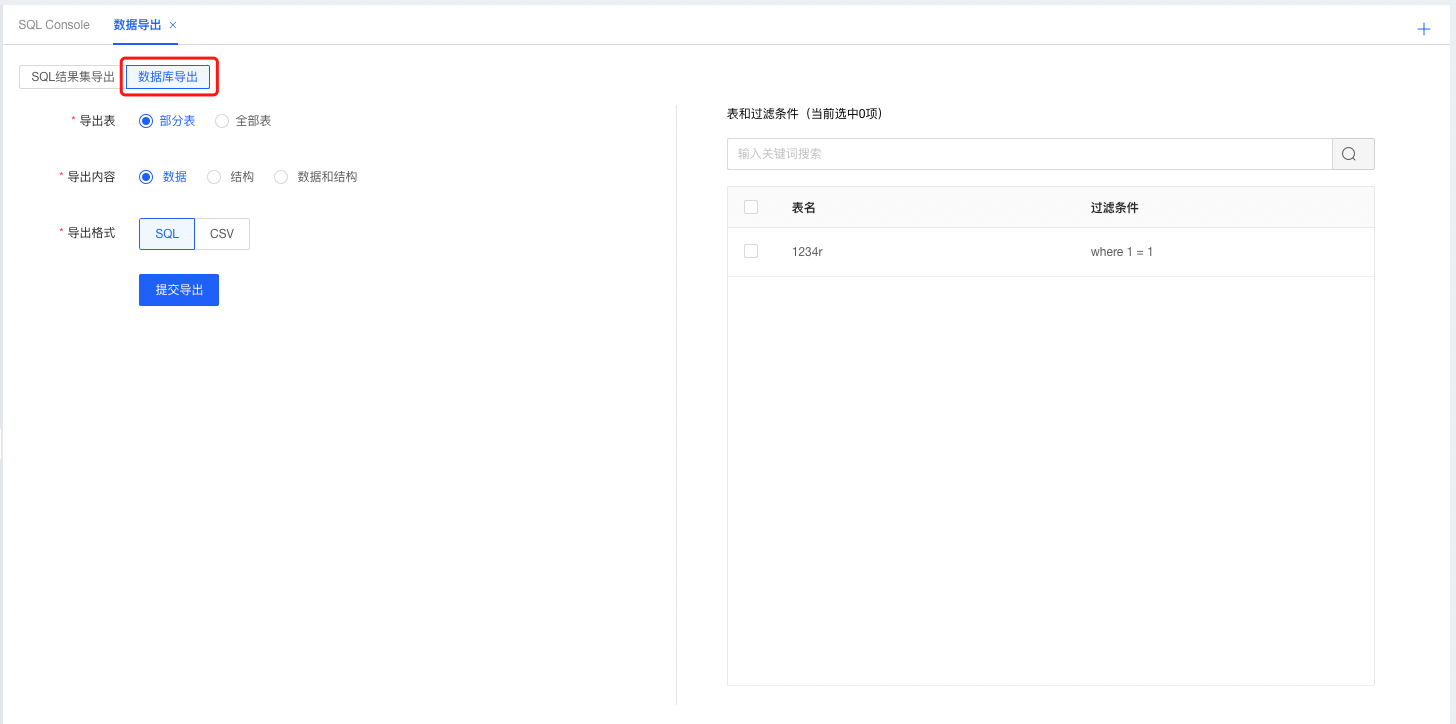 SQL Console 数据导出
SQL结果集导出 数据库导出
* 导出表 部分表 全部表
* 导出内容 数据 结构 数据和结构
* 导出格式 SQL CSV
提交导出
表和过滤条件（当前选中0项）
输入关键词搜索
表名 过滤条件
1234r where 1 = 1